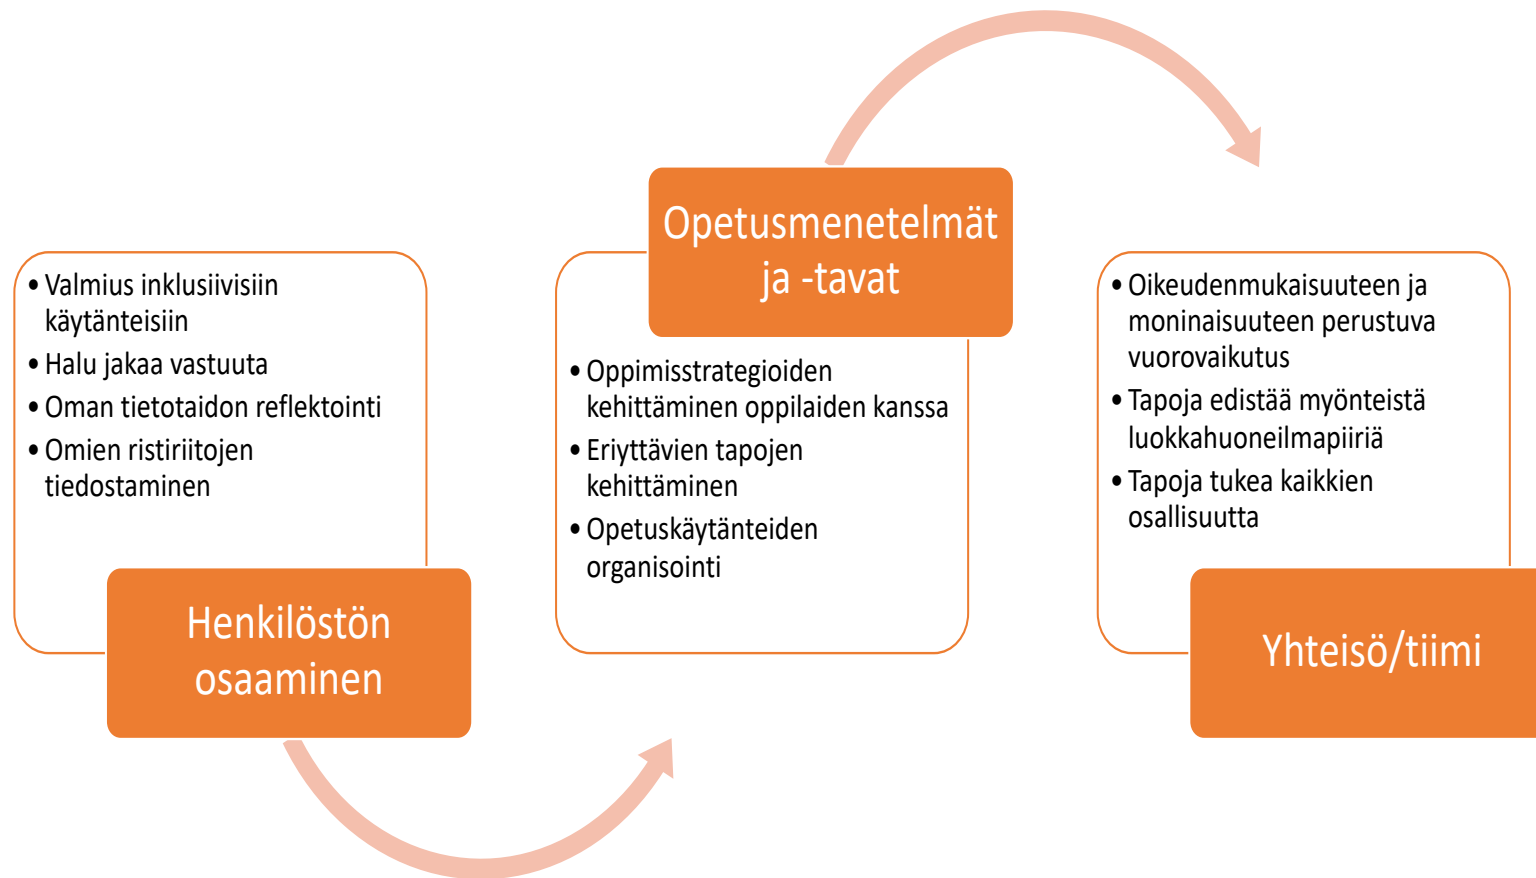 • Valmius inklusiivisiin
käytänteisiin
• Halu jakaa vastuuta
• Oman tietotaidon reflektointi
• Omien ristiriitojen
tiedostaminen
Henkilöstön
osaaminen
Opetusmenetelmät
ja -tavat
• Oppimisstrategioiden
kehittäminen oppilaiden kanssa
• Eriyttävien tapojen
kehittäminen
• Opetuskäytänteiden
organisointi
• Oikeudenmukaisuuteen ja
moninaisuuteen perustuva
vuorovaikutus
• Tapoja edistää myönteistä
luokkahuoneilmapiiriä
• Tapoja tukea kaikkien
osallisuutta
Yhteisö/tiimi